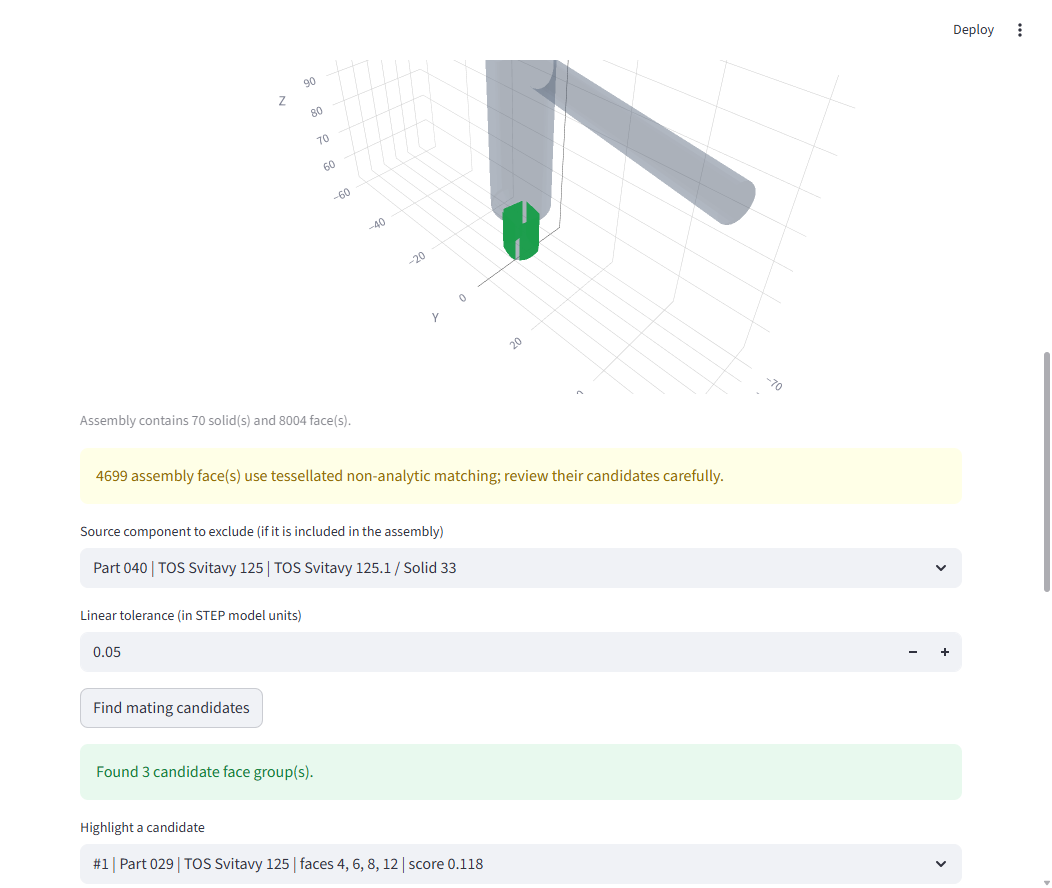 Deploy
Z
90
80
70
60
−60
−40
−20
0
Y
20
−70
Assembly contains 70 solid(s) and 8004 face(s).
4699 assembly face(s) use tessellated non-analytic matching; review their candidates carefully.
Source component to exclude (if it is included in the assembly)
Part 040 | TOS Svitavy 125 | TOS Svitavy 125.1 / Solid 33
Linear tolerance (in STEP model units)
0.05
− +
Find mating candidates
Found 3 candidate face group(s).
Highlight a candidate
#1 | Part 029 | TOS Svitavy 125 | faces 4, 6, 8, 12 | score 0.118